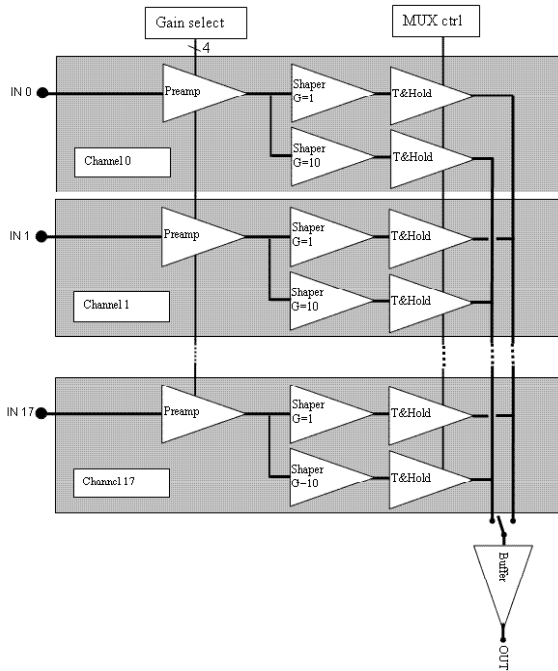 Gain select
MUX ctrl
4
IN 0
Preamp
Shaper
G=1
T&Hold
Shaper
G=10
T&Hold
Channel 0
IN 1
Preamp
Shaper
G=1
T&Hold
Shaper
G=10
T&Hold
Channel 1
IN 17
Preamp
Shaper
G=1
T&Hold
Shaper
G=10
T&Hold
Channel 17
Buffer
OUT